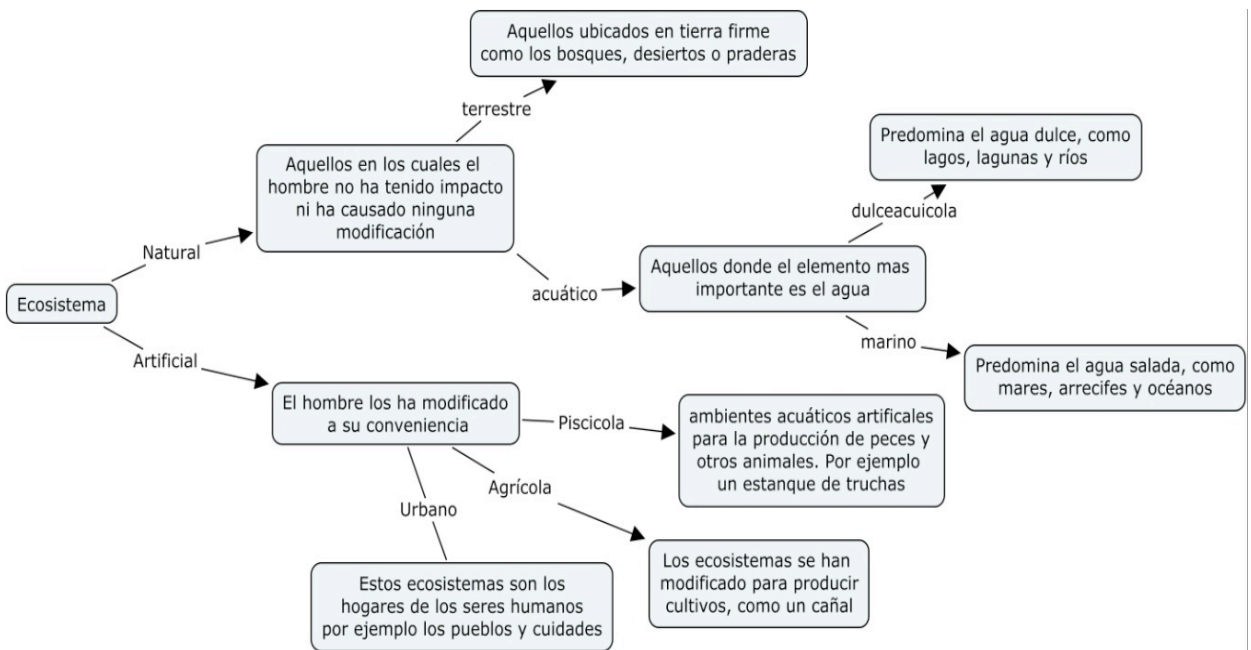 Aquellos ubicados en tierra firme
como los bosques, desiertos o praderas
terrestre
Predomina el agua dulce, como
lagos, lagunas y ríos
Aquellos en los cuales el
hombre no ha tenido impacto
ni ha causado ninguna
modificación
dulceacuicola
Natural
Aquellos donde el elemento mas
importante es el agua
acuático
Ecosistema
marino
Artificial
Predomina el agua salada, como
mares, arrecifes y océanos
El hombre los ha modificado
a su conveniencia
Piscicola
ambientes acuáticos artificales
para la producción de peces y
otros animales. Por ejemplo
un estanque de truchas
Agrícola
Urbano
Los ecosistemas se han
modificado para producir
cultivos, como un cañal
Estos ecosistemas son los
hogares de los seres humanos
por ejemplo los pueblos y cuidades